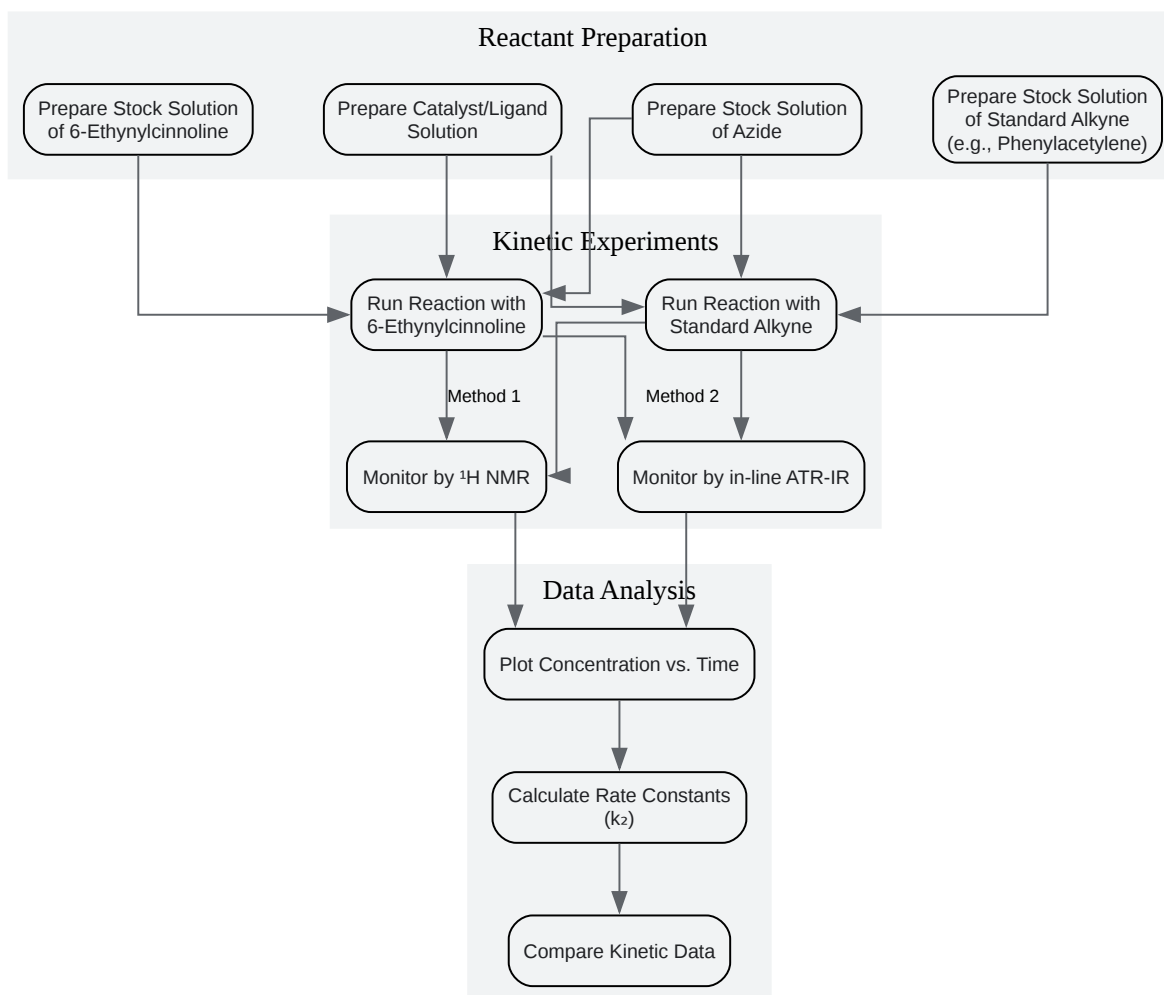 Reactant Preparation
Prepare Stock Solution
of 6-Ethynylcinnoline
Prepare Catalyst/Ligand
Solution
Prepare Stock Solution
of Azide
Prepare Stock Solution
of Standard Alkyne
(e.g., Phenylacetylene)
Kinetic Experiments
Run Reaction with
6-Ethynylcinnoline
Run Reaction with
Standard Alkyne
Method 1
Method 2
Monitor by ¹H NMR
Monitor by in-line ATR-IR
Data Analysis
Plot Concentration vs. Time
Calculate Rate Constants
(k₂)
Compare Kinetic Data